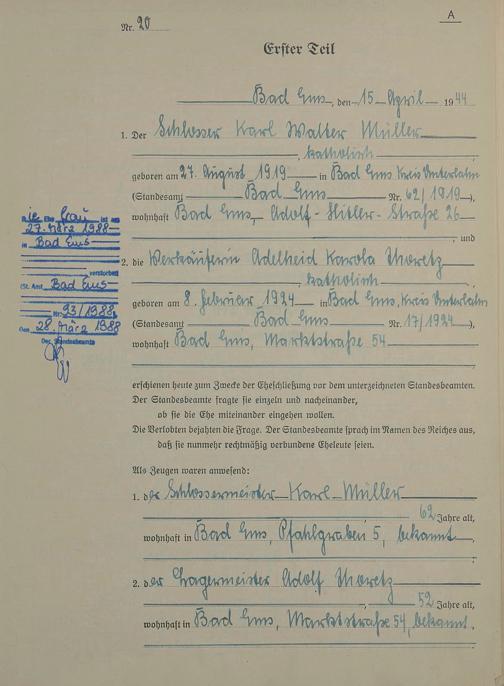 A
Nr. 20
Erster Teil
Bad Ems, den 15. April 1944
1. Der Schlosser Karl Walter Müller
, katholisch
geboren am 27. August 1919 in Bad Ems Kreis Unterlahn
(Standesamt Bad Ems Nr. 62/1919),
wohnhaft Bad Ems, Adolf-Hitler-Straße 26
, und
2. die Verkäuferin Adelheid Karola Thoretz
, katholisch
geboren am 8. Februar 1924 in Bad Ems, Kreis Unterlahn
(Standesamt Bad Ems Nr. 17/1924),
wohnhaft Bad Ems, Marktstraße 54
erschienen heute zum Zwecke der Eheschließung vor dem unterzeichneten Standesbeamten.
Der Standesbeamte fragte sie einzeln und nacheinander,
ob sie die Ehe miteinander eingehen wollen.
Die Verlobten bejahten die Frage. Der Standesbeamte sprach im Namen des Reiches aus,
daß sie nunmehr rechtmäßig verbundene Eheleute seien.
Als Zeugen waren anwesend:
1. der Schlossermeister Karl Müller
62 Jahre alt,
wohnhaft in Bad Ems, Pfahlgraben 5, bekannt
2. der Lagermeister Adolf Thoretz
, 52 Jahre alt,
wohnhaft in Bad Ems, Marktstraße 54, bekannt.
Die Ehefrau ist am
27. März 1988
in Bad Ems
verstorben
(St. Amt Bad Ems
Nr. 93/1988
Den 28. März 1988
Der Standesbeamte